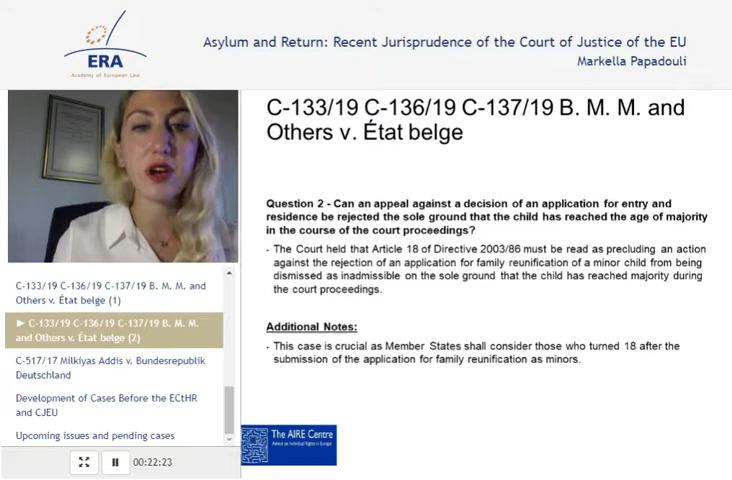 Asylum and Return: Recent Jurisprudence of the Court of Justice of the EU
Markella Papadouli
ERA
Academy of European Law
C-133/19 C-136/19 C-137/19 B. M. M. and
Others v. État belge
Question 2 - Can an appeal against a decision of an application for entry and
residence be rejected the sole ground that the child has reached the age of majority
in the course of the court proceedings?
- The Court held that Article 18 of Directive 2003/86 must be read as precluding an action
against the rejection of an application for family reunification of a minor child from being
dismissed as inadmissible on the sole ground that the child has reached majority during
the court proceedings.
Additional Notes:
- This case is crucial as Member States shall consider those who turned 18 after the
submission of the application for family reunification as minors.
C-133/19 C-136/19 C-137/19 B. M. M. and
Others v. État belge (1)
► C-133/19 C-136/19 C-137/19 B. M. M.
and Others v. État belge (2)
C-517/17 Milkiyas Addis v. Bundesrepublik
Deutschland
Development of Cases Before the ECtHR
and CJEU
Upcoming issues and pending cases
00:22:23
The AIRE Centre
Advice on Individual Rights in Europe